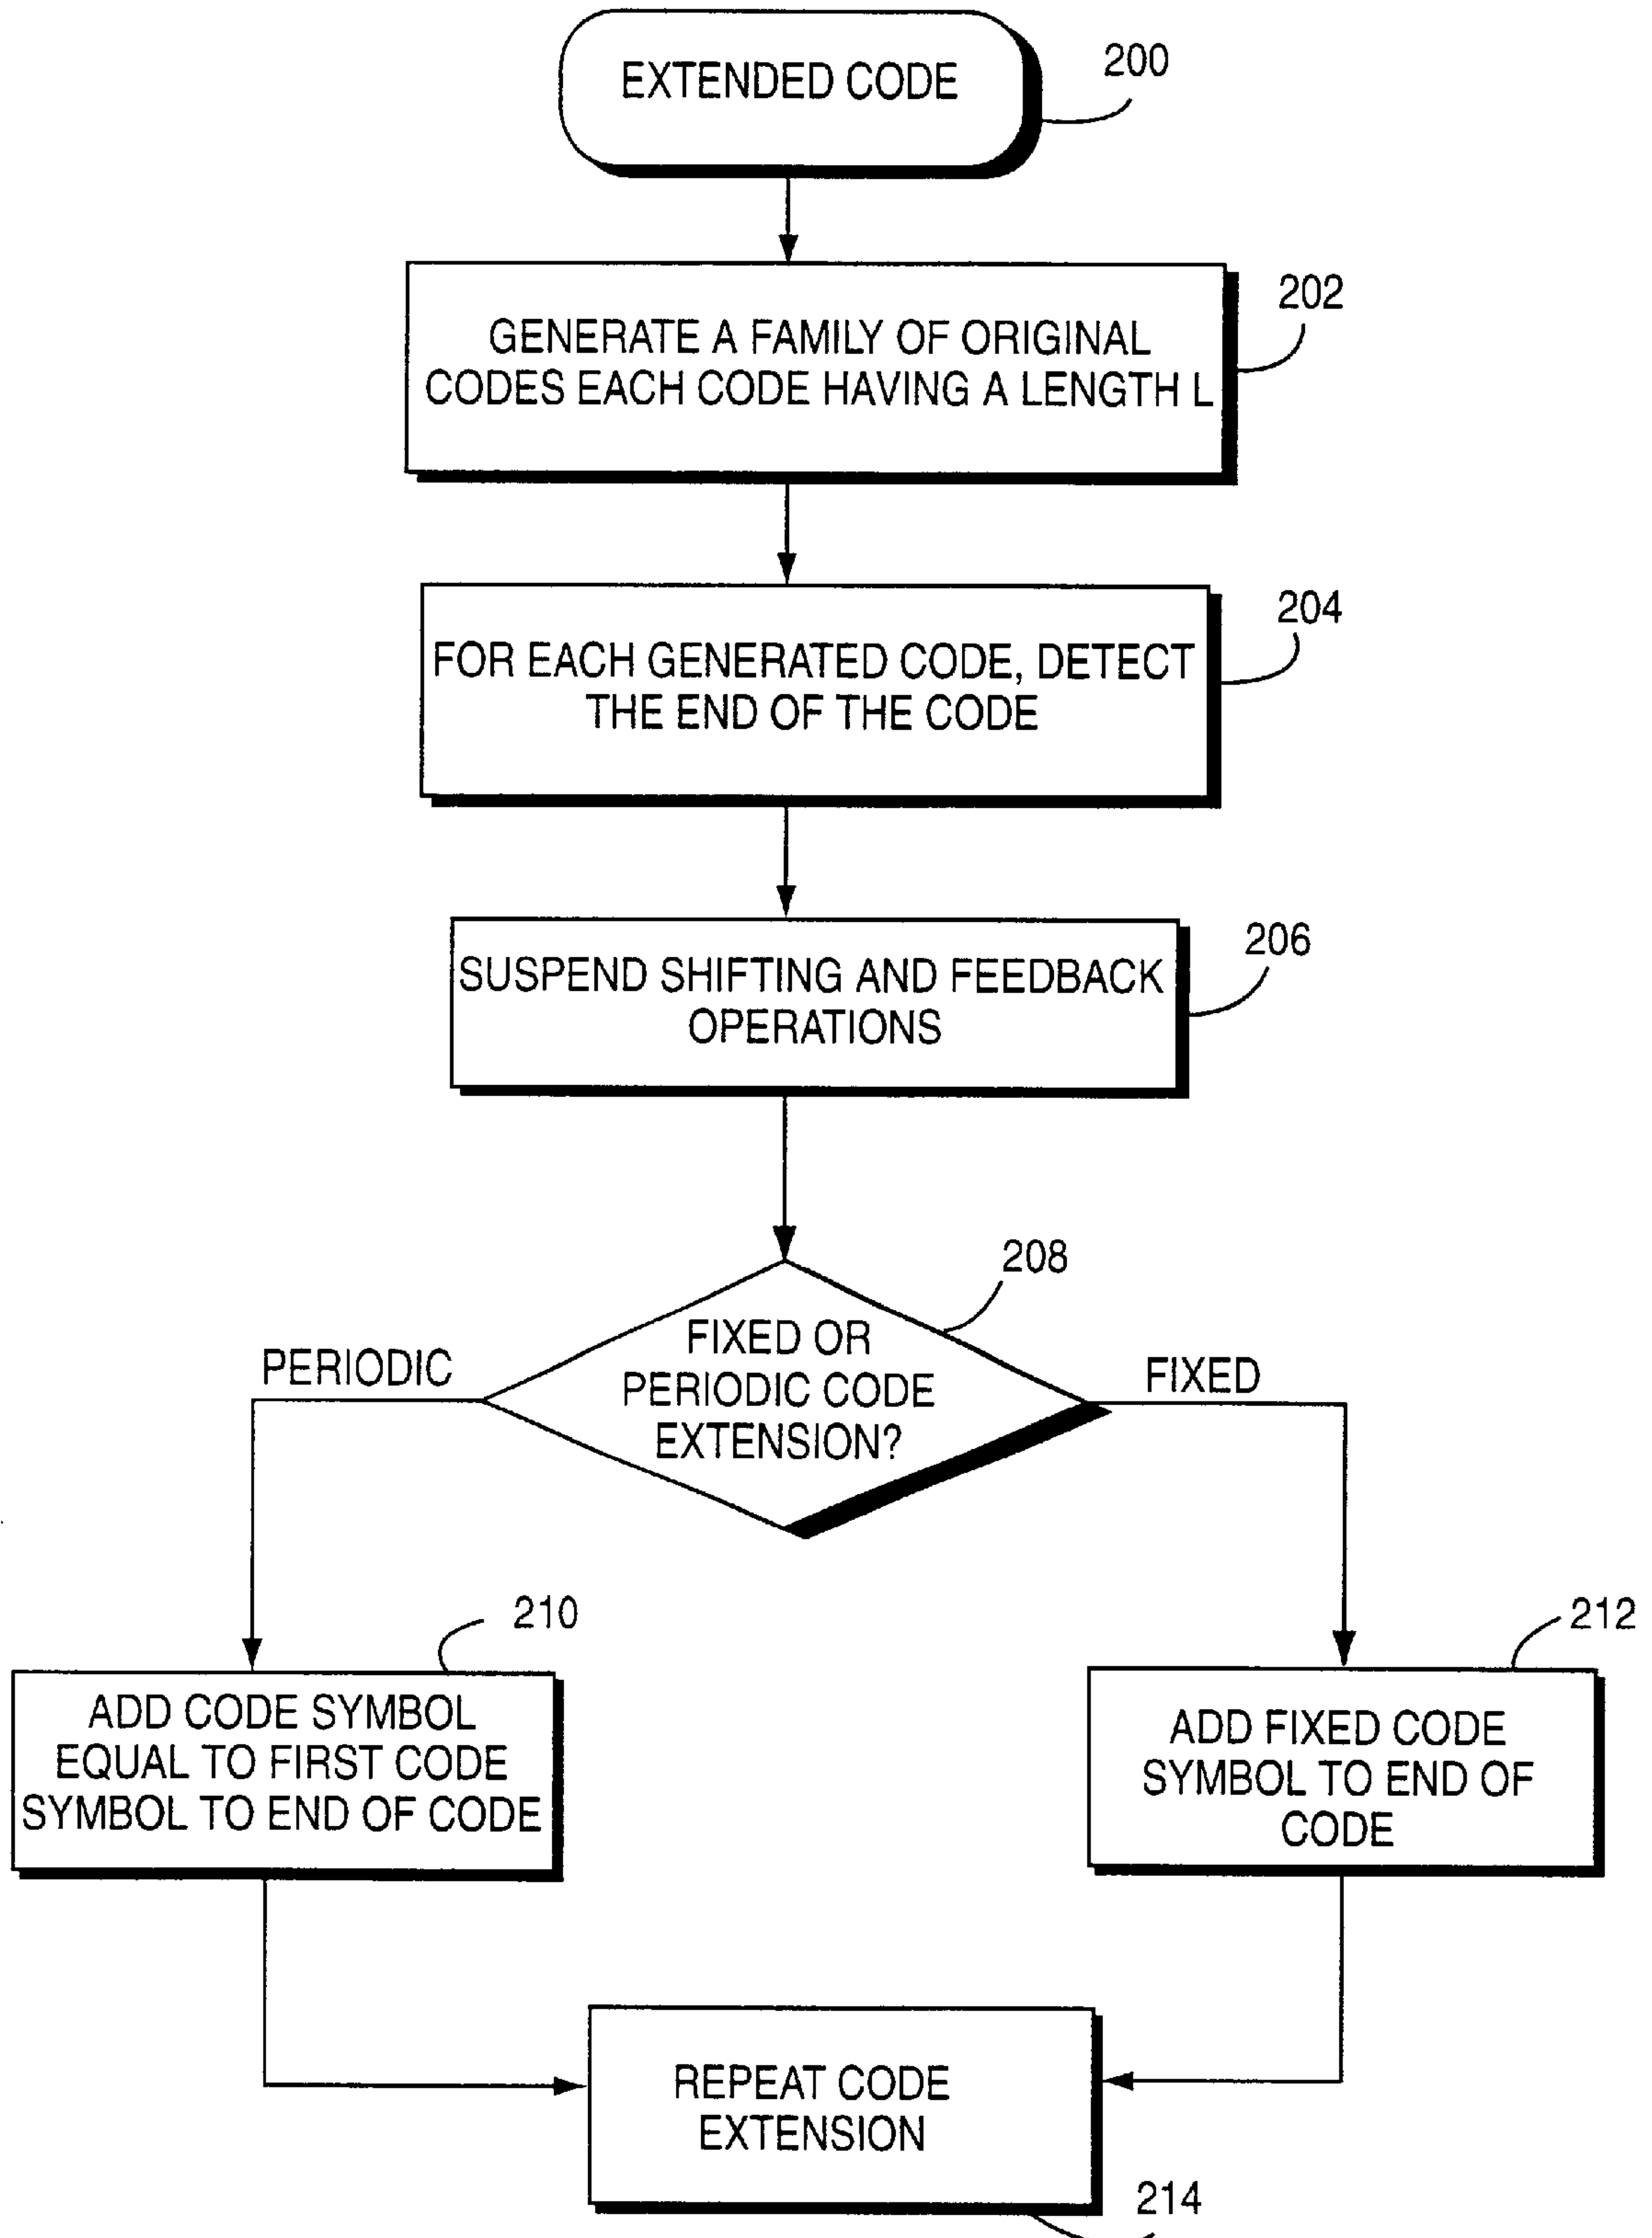 EXTENDED CODE
200
GENERATE A FAMILY OF ORIGINAL
CODES EACH CODE HAVING A LENGTH L
202
FOR EACH GENERATED CODE, DETECT
THE END OF THE CODE
204
SUSPEND SHIFTING AND FEEDBACK
OPERATIONS
206
FIXED OR
PERIODIC CODE
EXTENSION?
208
PERIODIC
FIXED
210
ADD CODE SYMBOL
EQUAL TO FIRST CODE
SYMBOL TO END OF CODE
212
ADD FIXED CODE
SYMBOL TO END OF
CODE
REPEAT CODE
EXTENSION
214